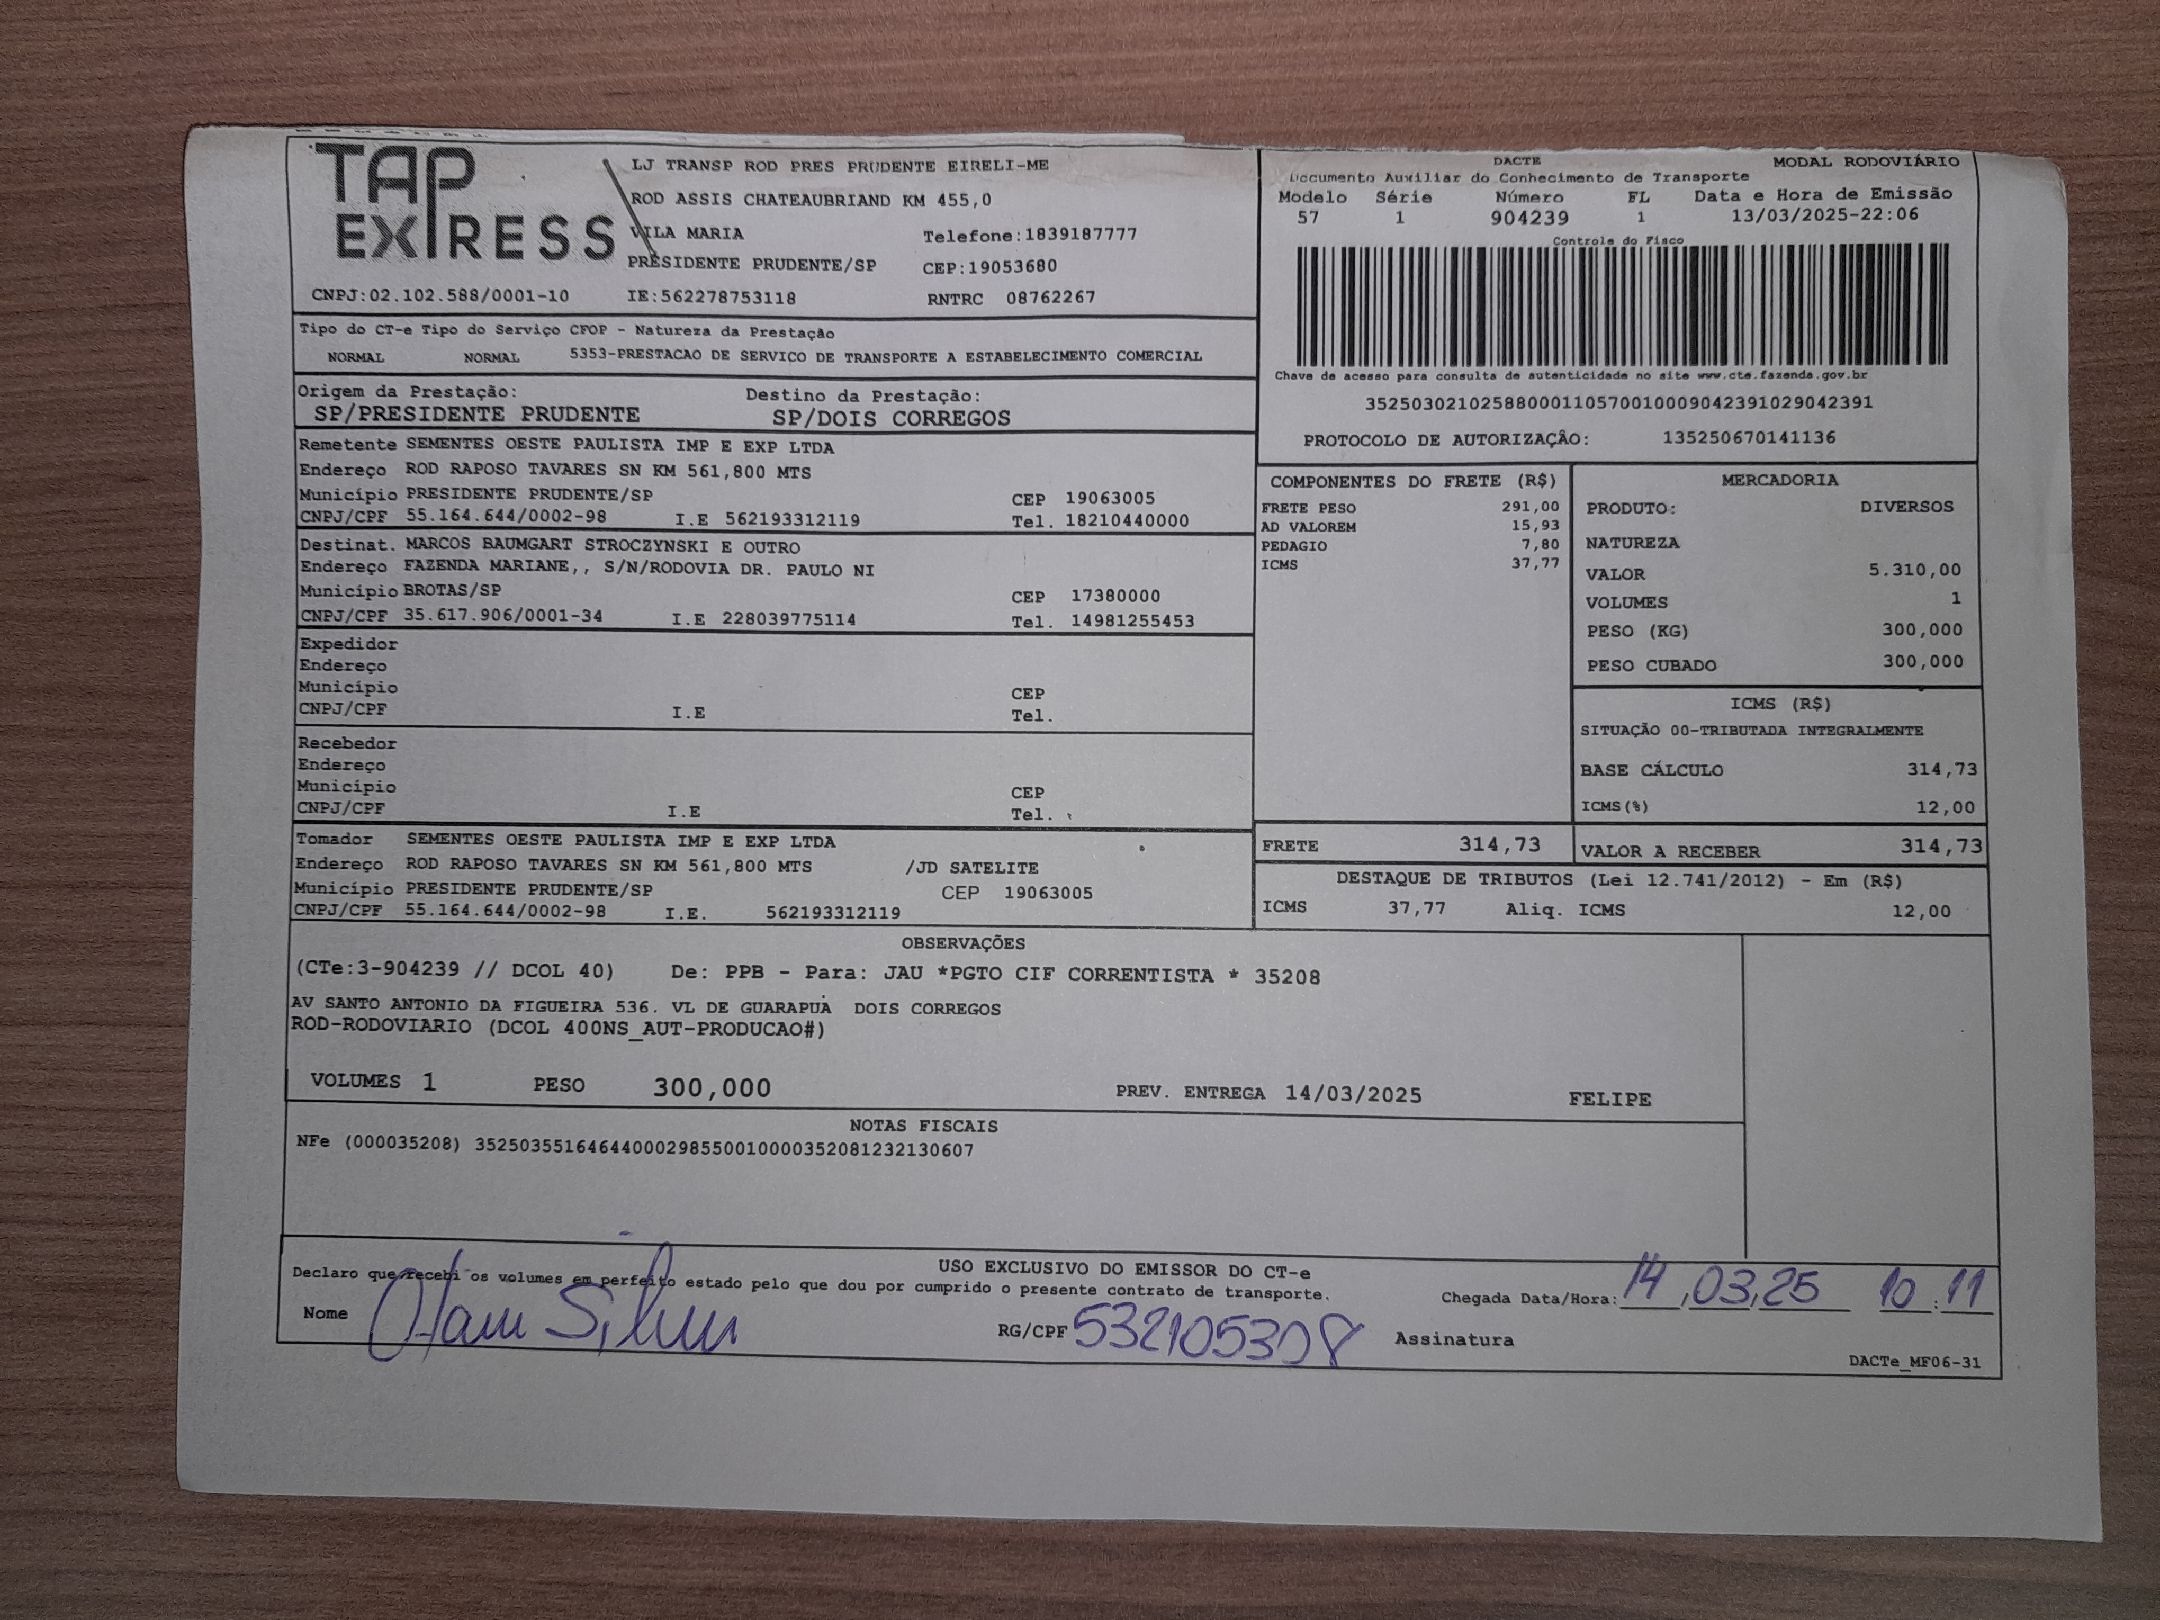 TAP
EXPRESS
LJ TRANSP ROD PRES PRUDENTE EIRELI-ME
ROD ASSIS CHATEAUBRIAND KM 455,0
VILA MARIA Telefone:1839187777
PRESIDENTE PRUDENTE/SP CEP:19053680
CNPJ:02.102.588/0001-10 IE:562278753118 RNTRC 08762267
DACTE MODAL RODOVIÁRIO
Documento Auxiliar do Conhecimento de Transporte
Modelo Série Número FL Data e Hora de Emissão
57 1 904239 1 13/03/2025-22:06
Controle do Fisco
Chave de acesso para consulta de autenticidade no site www.cte.fazenda.gov.br
35250302102588000110570010009042391029042391
PROTOCOLO DE AUTORIZAÇÃO: 135250670141136
Tipo do CT-e Tipo do Serviço CFOP - Natureza da Prestação
NORMAL NORMAL 5353-PRESTACAO DE SERVICO DE TRANSPORTE A ESTABELECIMENTO COMERCIAL
Origem da Prestação: Destino da Prestação:
SP/PRESIDENTE PRUDENTE SP/DOIS CORREGOS
Remetente SEMENTES OESTE PAULISTA IMP E EXP LTDA
Endereço ROD RAPOSO TAVARES SN KM 561,800 MTS
Município PRESIDENTE PRUDENTE/SP CEP 19063005
CNPJ/CPF 55.164.644/0002-98 I.E 562193312119 Tel. 18210440000
Destinat. MARCOS BAUMGART STROCZYNSKI E OUTRO
Endereço FAZENDA MARIANE,, S/N/RODOVIA DR. PAULO NI
Município BROTAS/SP CEP 17380000
CNPJ/CPF 35.617.906/0001-34 I.E 228039775114 Tel. 14981255453
Expedidor
Endereço
Município CEP
CNPJ/CPF I.E Tel.
Recebedor
Endereço
Município CEP
CNPJ/CPF I.E Tel.
Tomador SEMENTES OESTE PAULISTA IMP E EXP LTDA
Endereço ROD RAPOSO TAVARES SN KM 561,800 MTS /JD SATELITE
Município PRESIDENTE PRUDENTE/SP CEP 19063005
CNPJ/CPF 55.164.644/0002-98 I.E. 562193312119
COMPONENTES DO FRETE (R$)
FRETE PESO 291,00
AD VALOREM 15,93
PEDAGIO 7,80
ICMS 37,77
MERCADORIA
PRODUTO: DIVERSOS
NATUREZA
VALOR 5.310,00
VOLUMES 1
PESO (KG) 300,000
PESO CUBADO 300,000
ICMS (R$)
SITUAÇÃO 00-TRIBUTADA INTEGRALMENTE
BASE CÁLCULO 314,73
ICMS(%) 12,00
FRETE 314,73 VALOR A RECEBER 314,73
DESTAQUE DE TRIBUTOS (Lei 12.741/2012) - Em (R$)
ICMS 37,77 Aliq. ICMS 12,00
OBSERVAÇÕES
(CTe:3-904239 // DCOL 40) De: PPB - Para: JAU *PGTO CIF CORRENTISTA * 35208
AV SANTO ANTONIO DA FIGUEIRA 536. VL DE GUARAPUÀ DOIS CORREGOS
ROD-RODOVIARIO (DCOL 400NS_AUT-PRODUCAO#)
VOLUMES 1 PESO 300,000 PREV. ENTREGA 14/03/2025 FELIPE
NOTAS FISCAIS
NFe (000035208) 35250355164644000298550010000352081232130607
USO EXCLUSIVO DO EMISSOR DO CT-e
Declaro que recebi os volumes em perfeito estado pelo que dou por cumprido o presente contrato de transporte.
Chegada Data/Hora: 14,03,25 10:11
Nome RG/CPF 532105308 Assinatura
DACTe_MF06-31